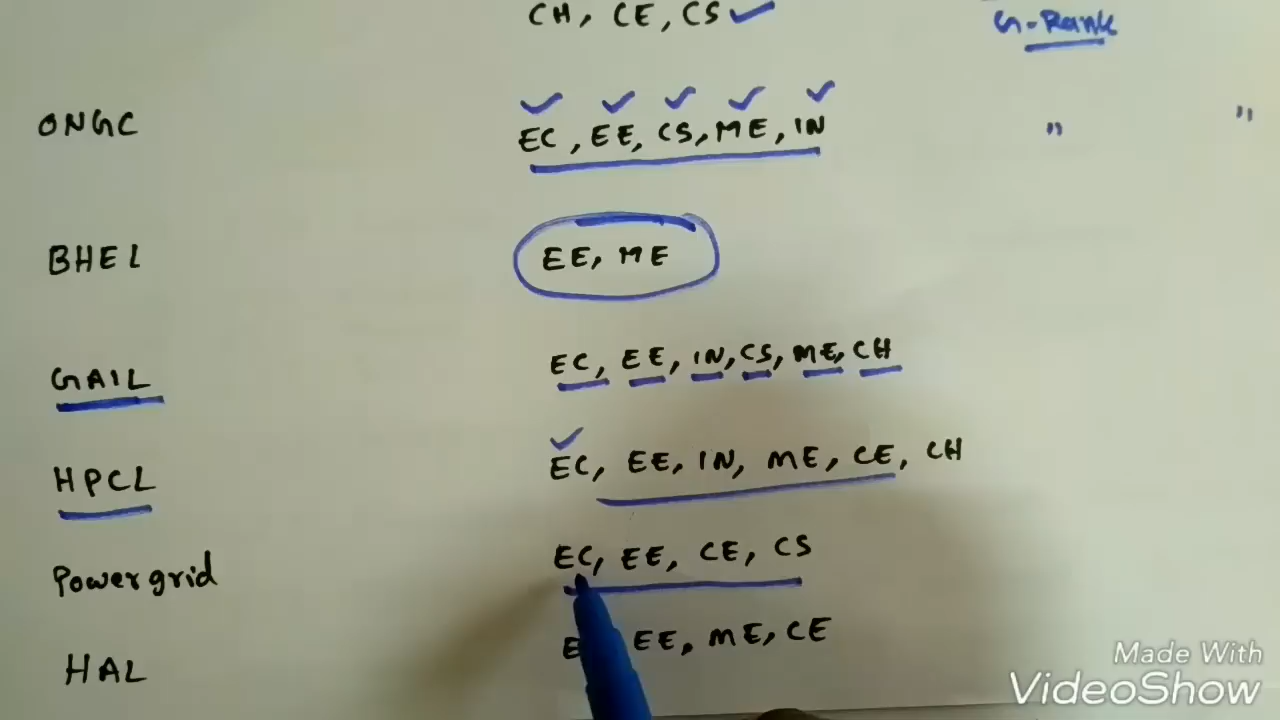 CH, CE, CS
G-Rank
ONGC EC, EE, CS, ME, IN " "
BHEL EE, ME
GAIL EC, EE, IN, CS, ME, CH
HPCL EC, EE, IN, ME, CE, CH
Powergrid EC, EE, CE, CS
HAL EE, ME, CE
Made With
VideoShow